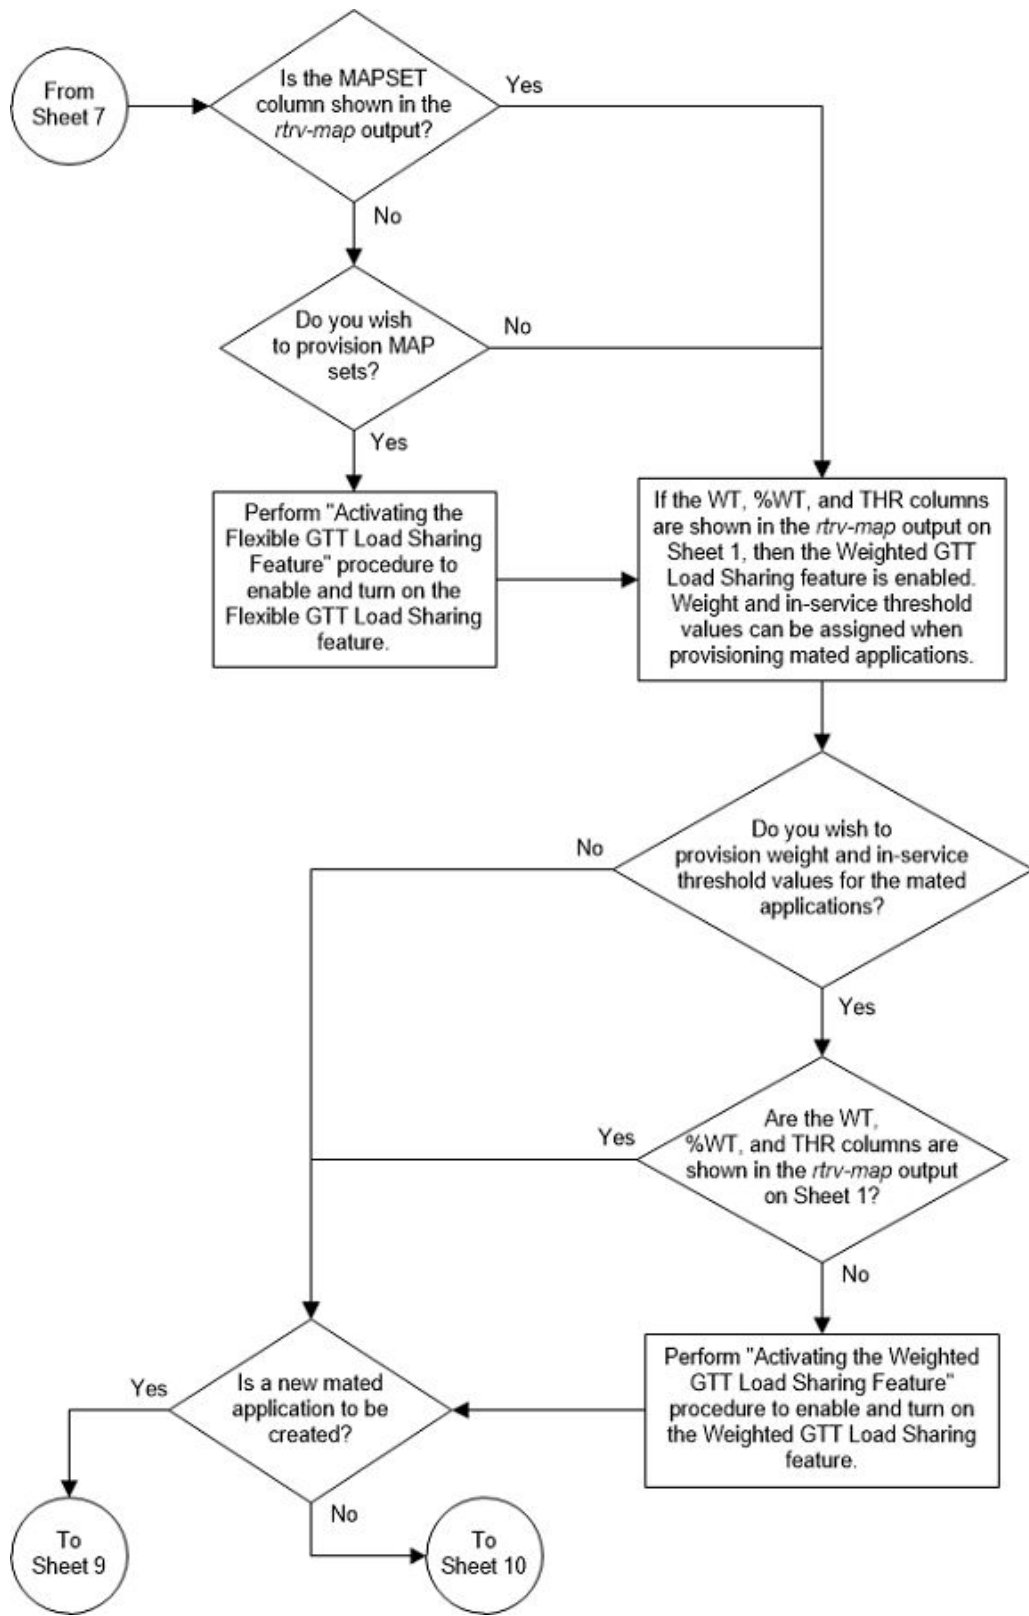 From
Sheet 7
Is the MAPSET
column shown in the
rtrv-map output?
Yes
No
Do you wish
to provision MAP
sets?
No
Yes
Perform "Activating the
Flexible GTT Load Sharing
Feature" procedure to
enable and turn on the
Flexible GTT Load Sharing
feature.
If the WT, %WT, and THR columns
are shown in the rtrv-map output on
Sheet 1, then the Weighted GTT
Load Sharing feature is enabled.
Weight and in-service threshold
values can be assigned when
provisioning mated applications.
Do you wish to
provision weight and in-service
threshold values for the mated
applications?
No
Yes
Are the WT,
%WT, and THR columns are
shown in the rtrv-map output
on Sheet 1?
Yes
No
Perform "Activating the Weighted
GTT Load Sharing Feature"
procedure to enable and turn on
the Weighted GTT Load Sharing
feature.
Is a new mated
application to be
created?
Yes
No
To
Sheet 9
To
Sheet 10